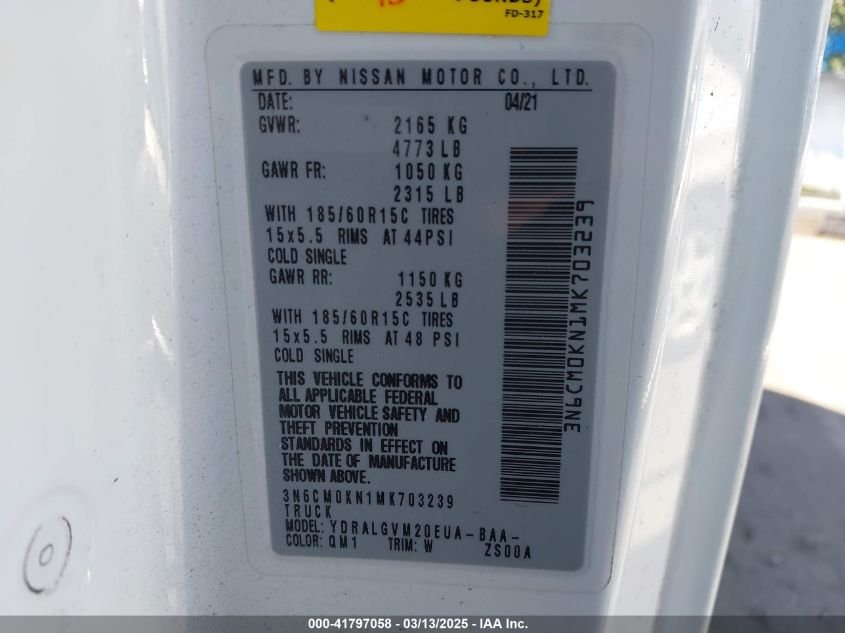 FD-317
MFD. BY NISSAN MOTOR CO., LTD.
DATE: 04/21
GVWR: 2165 KG
4773 LB
GAWR FR: 1050 KG
2315 LB
WITH 185/60R15C TIRES
15x5.5 RIMS AT 44PSI
COLD SINGLE
GAWR RR: 1150 KG
2535 LB
WITH 185/60R15C TIRES
15x5.5 RIMS AT 48 PSI
COLD SINGLE
THIS VEHICLE CONFORMS TO
ALL APPLICABLE FEDERAL
MOTOR VEHICLE SAFETY AND
THEFT PREVENTION
STANDARDS IN EFFECT ON
THE DATE OF MANUFACTURE
SHOWN ABOVE.
3N6CM0KN1MK703239
TRUCK
MODEL: YDRALGVM20EUA-BAA-
COLOR: QM1 TRIM: W ZS00A
3N6CM0KN1MK703239
000-41797058 - 03/13/2025 - IAA Inc.